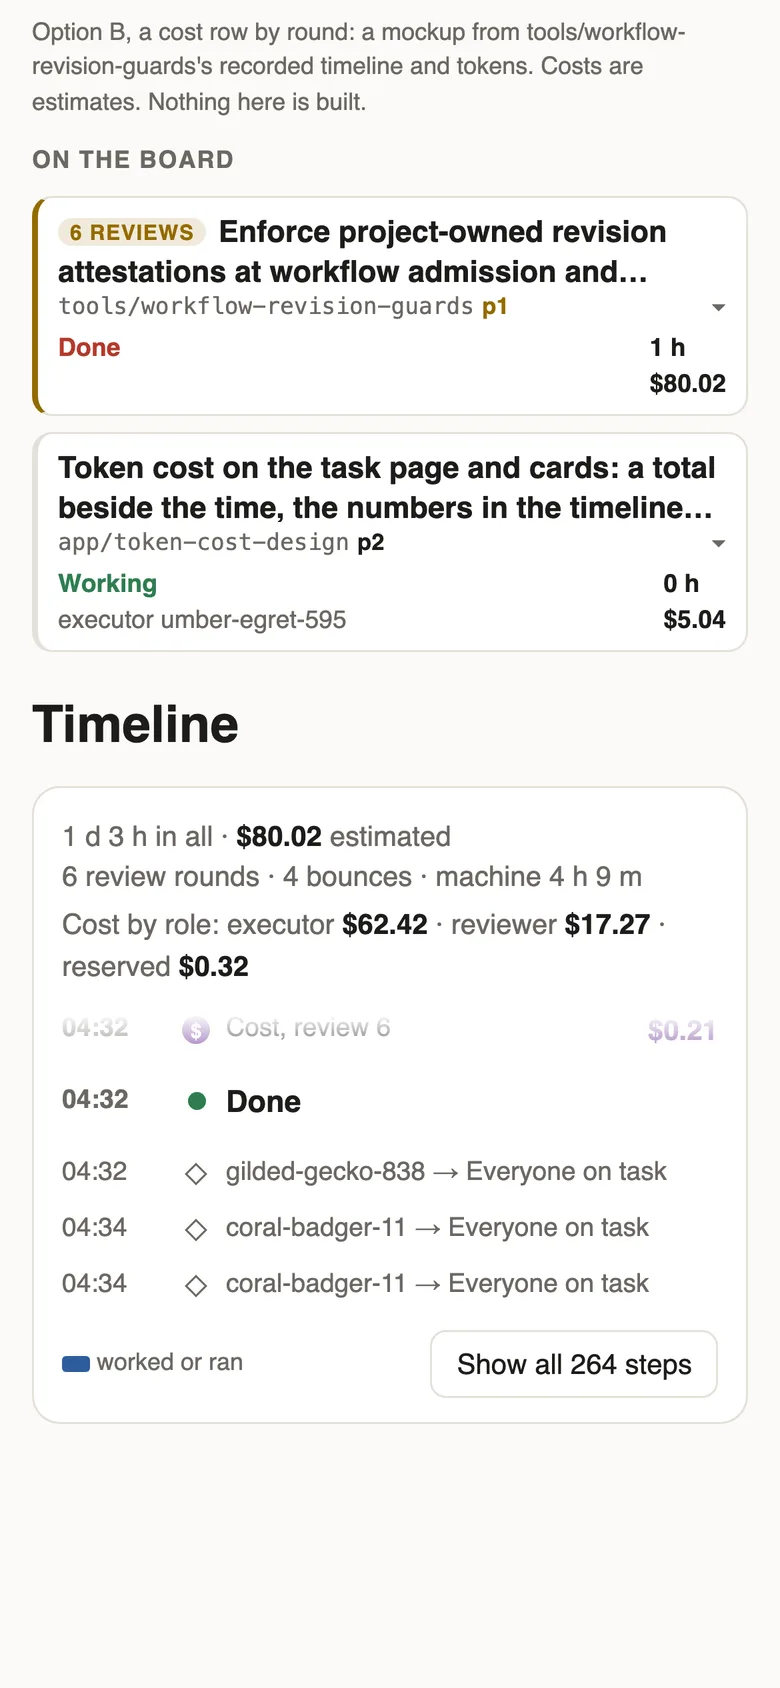 Option B, a cost row by round: a mockup from tools/workflow-
revision-guards's recorded timeline and tokens. Costs are
estimates. Nothing here is built.
ON THE BOARD
6 REVIEWS Enforce project-owned revision
attestations at workflow admission and...
tools/workflow-revision-guards p1
Done 1 h
$80.02
Token cost on the task page and cards: a total
beside the time, the numbers in the timeline...
app/token-cost-design p2
Working 0 h
executor umber-egret-595 $5.04
Timeline
1 d 3 h in all · $80.02 estimated
6 review rounds · 4 bounces · machine 4 h 9 m
Cost by role: executor $62.42 · reviewer $17.27 ·
reserved $0.32
04:32 $ Cost, review 6 $0.21
04:32 Done
04:32 gilded-gecko-838 → Everyone on task
04:34 coral-badger-11 → Everyone on task
04:34 coral-badger-11 → Everyone on task
worked or ran Show all 264 steps